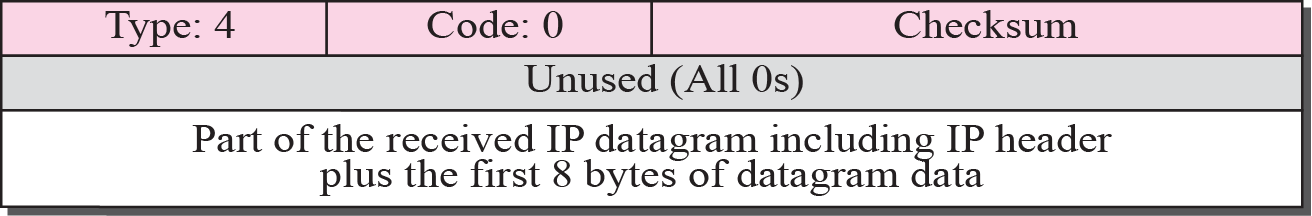 Type: 4 Code: 0 Checksum
Unused (All 0s)
Part of the received IP datagram including IP header
plus the first 8 bytes of datagram data